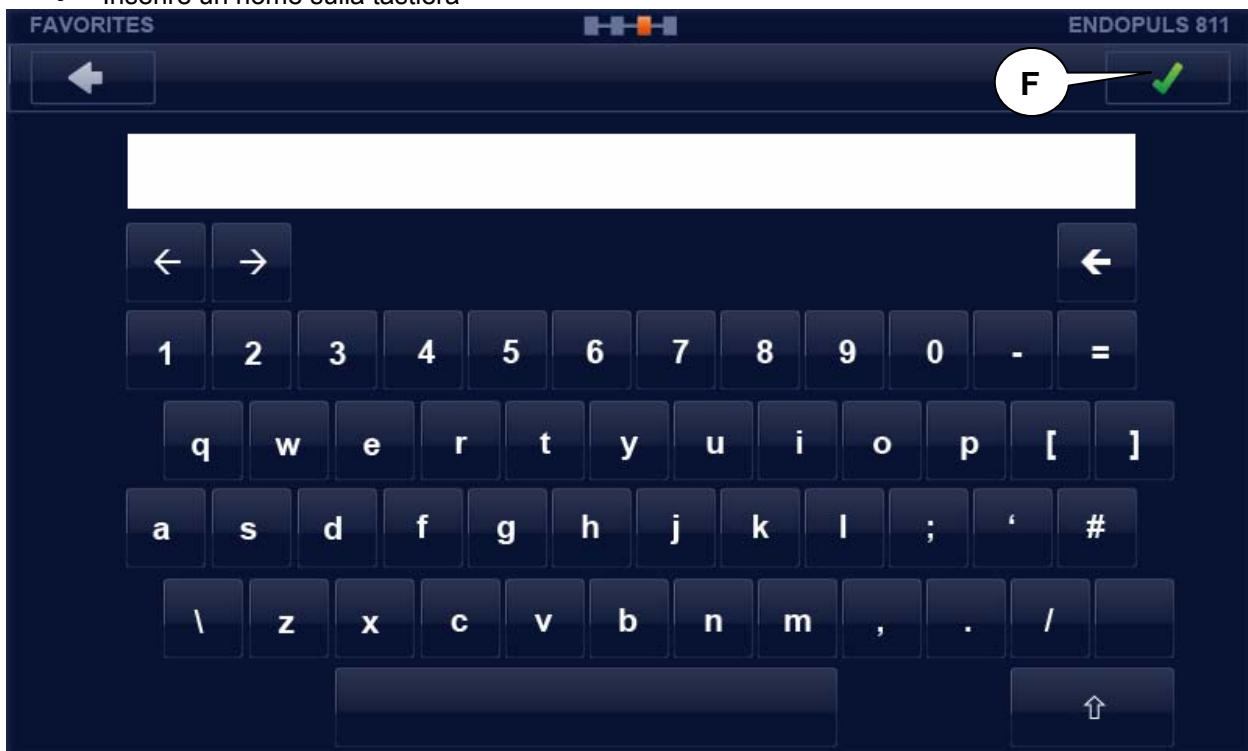 • Inserire un nome sulla tastiera
FAVORITES ENDOPULS 811
F
← →  ←
1 2 3 4 5 6 7 8 9 0 - =
q w e r t y u i o p [ ]
a s d f g h j k l ; ‘ #
\ z x c v b n m , . /
⇧